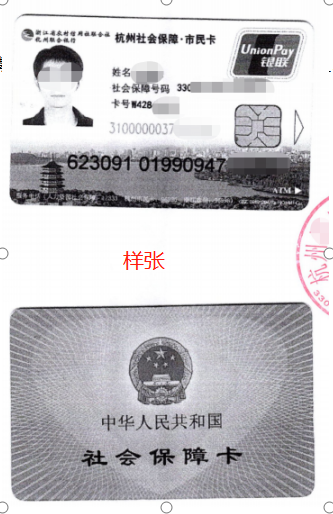 浙江省农村信用社联合社
杭州联合银行
杭州社会保障·市民卡
UnionPay
银联
姓名
社会保障号码 330
卡号 W428
3100000037
623091 01990947
ATM
样张
杭州
330
中华人民共和国
社会保障卡